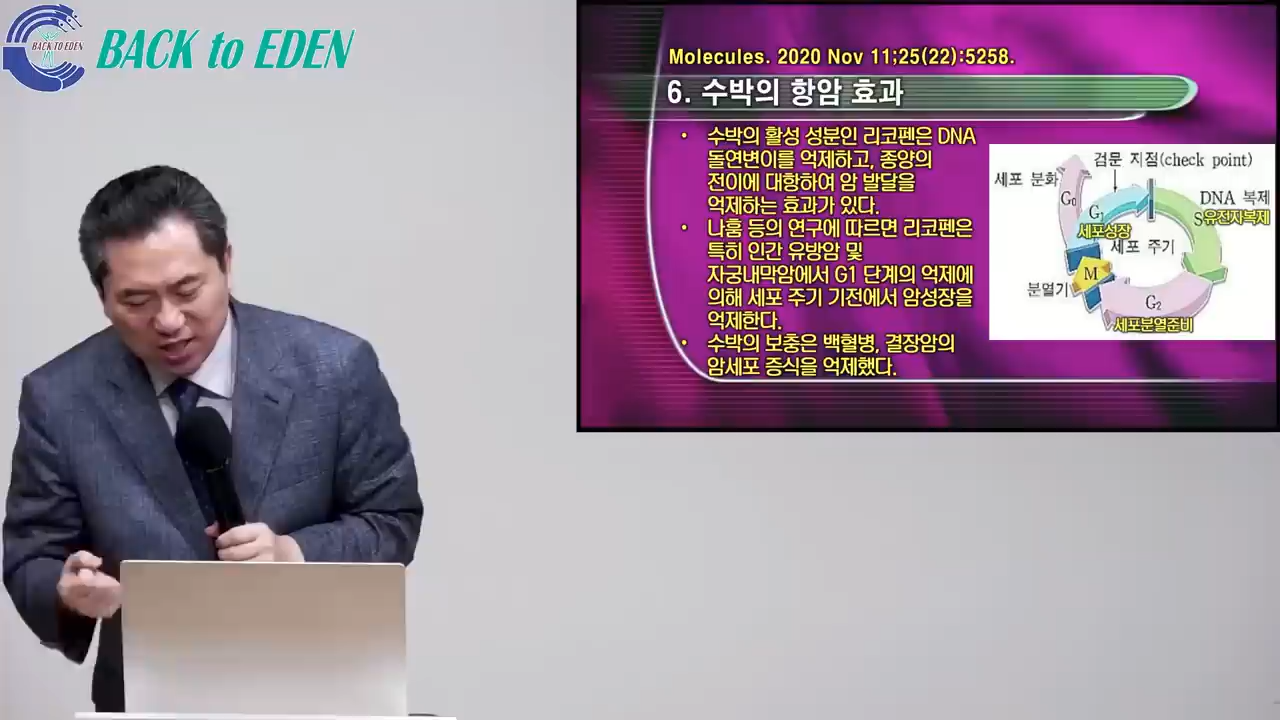 BACK TO EDEN
BACK to EDEN
Molecules. 2020 Nov 11;25(22):5258.
6. 수박의 항암 효과
• 수박의 활성 성분인 리코펜은 DNA
돌연변이를 억제하고, 종양의
전이에 대항하여 암 발달을
억제하는 효과가 있다.
• 나훔 등의 연구에 따르면 리코펜은
특히 인간 유방암 및
자궁내막암에서 G1 단계의 억제에
의해 세포 주기 기전에서 암성장을
억제한다.
• 수박의 보충은 백혈병, 결장암의
암세포 증식을 억제했다.
검문 지점(check point)
세포 분화
G₀
G₁
DNA 복제
S 유전자복제
세포성장
세포 주기
M
분열기
G₂
세포분열준비